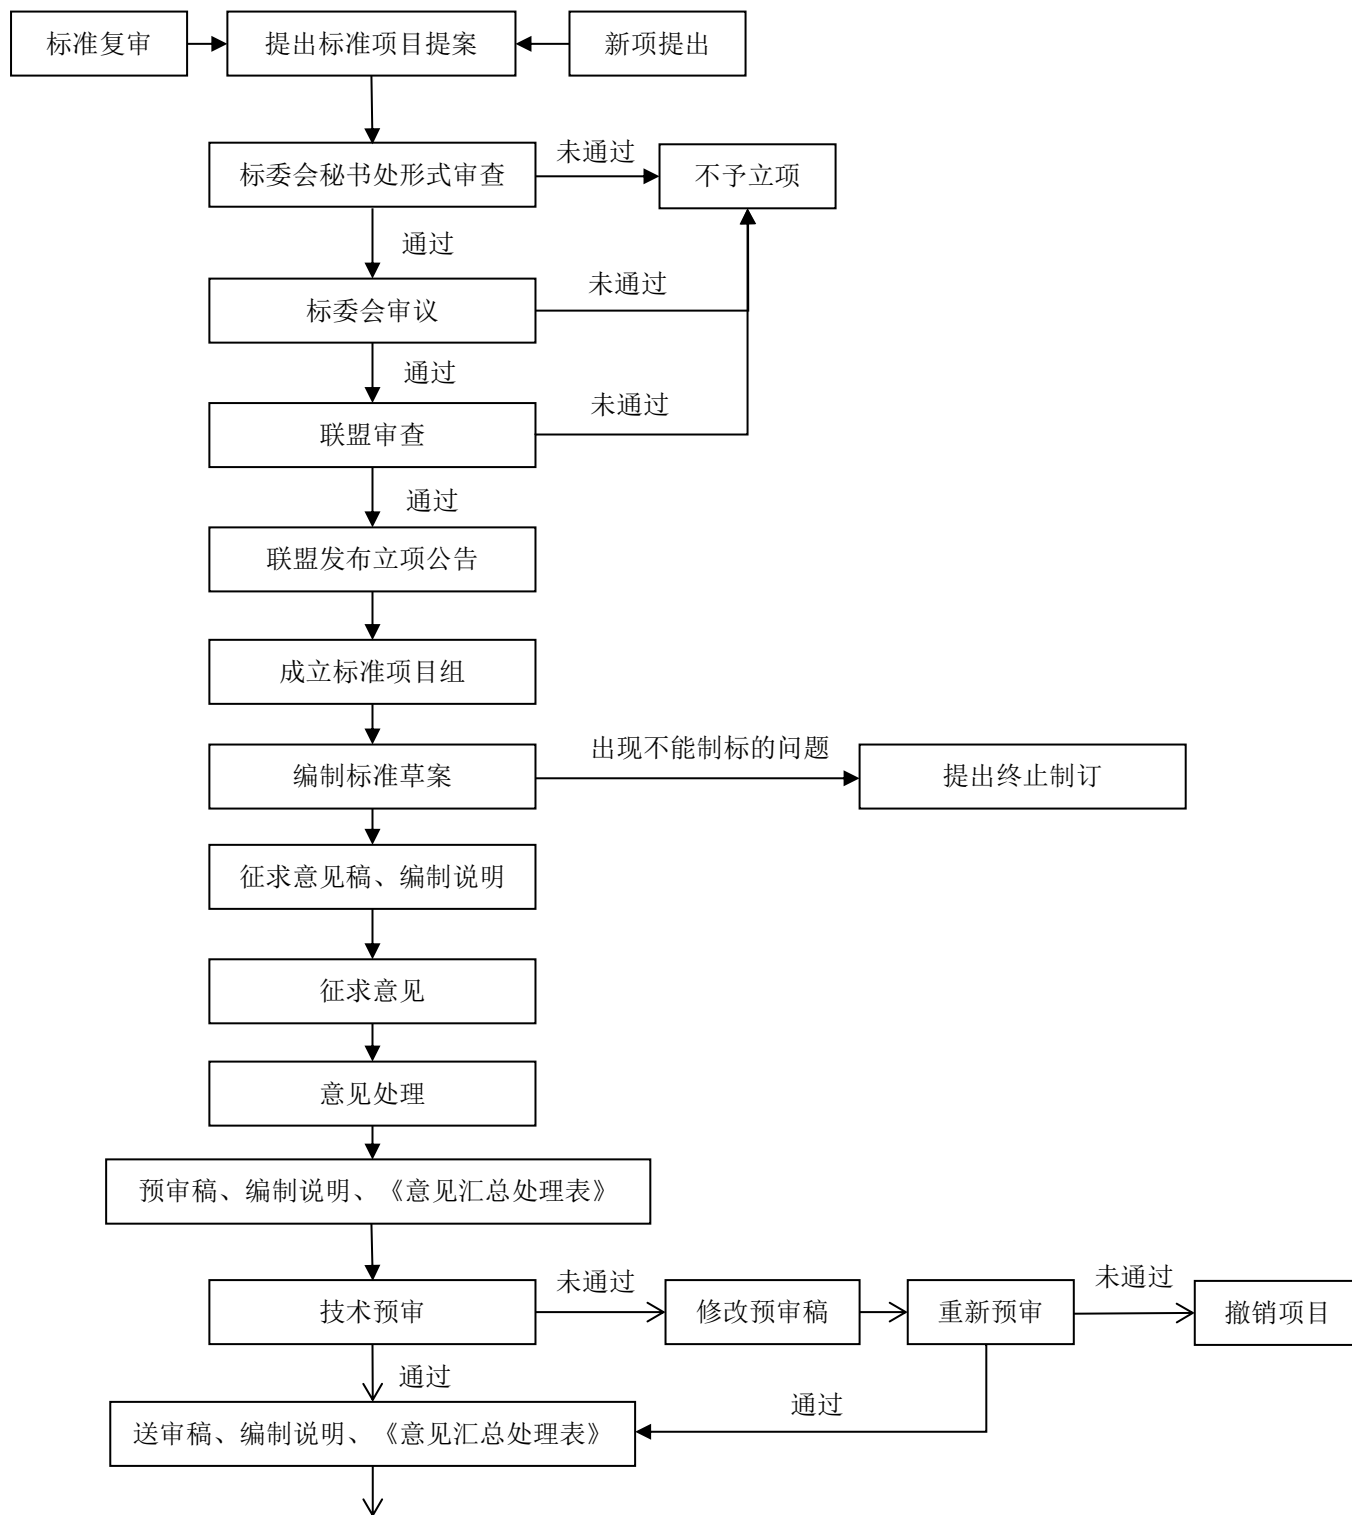 标准复审
提出标准项目提案
新项提出
标委会秘书处形式审查
未通过
不予立项
通过
标委会审议
未通过
通过
联盟审查
未通过
通过
联盟发布立项公告
成立标准项目组
编制标准草案
出现不能制标的问题
提出终止制订
征求意见稿、编制说明
征求意见
意见处理
预审稿、编制说明、《意见汇总处理表》
技术预审
未通过
修改预审稿
重新预审
未通过
撤销项目
通过
通过
送审稿、编制说明、《意见汇总处理表》